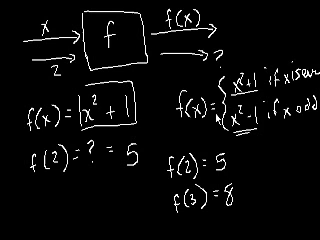 x f f(x)
2 ?
f(x) = x² + 1
f(2) = ? = 5
f(x) = { x²+1 if x is even
x²-1 if x odd
f(2) = 5
f(3) = 8